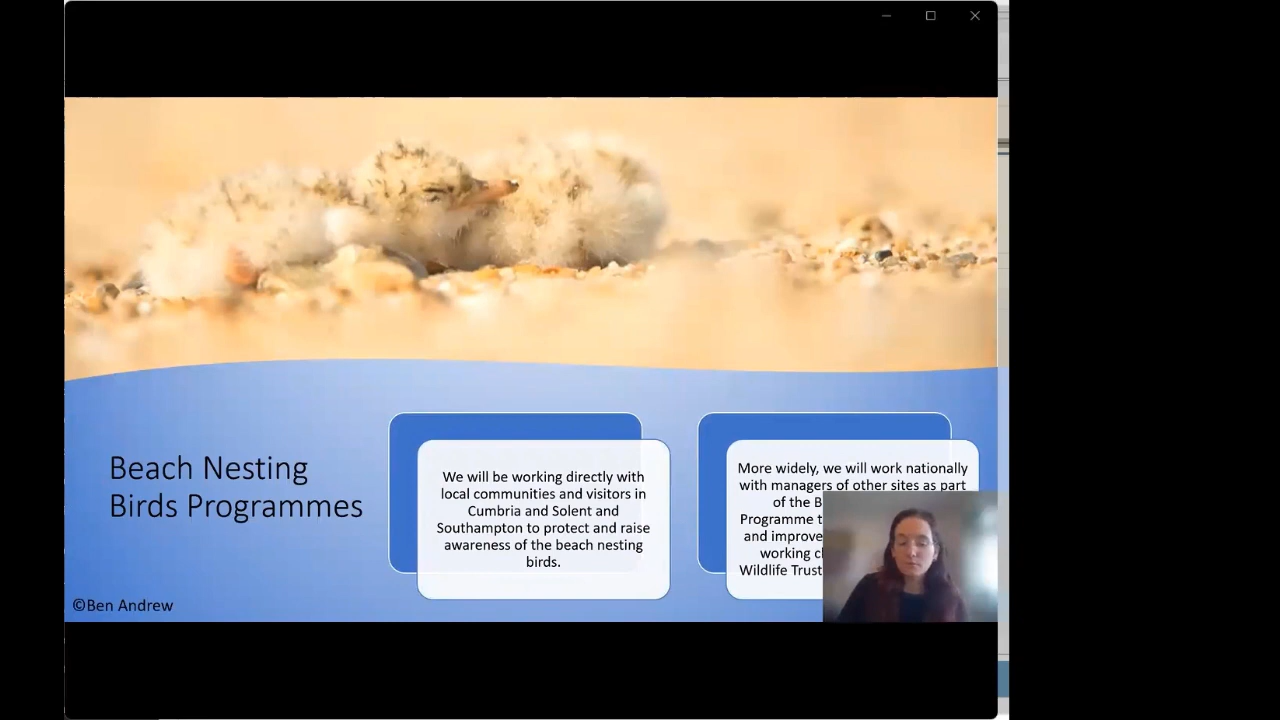 Beach Nesting
Birds Programmes
We will be working directly with
local communities and visitors in
Cumbria and Solent and
Southampton to protect and raise
awareness of the beach nesting
birds.
More widely, we will work nationally
with managers of other sites as part
of the
Programme
and improve
working
Wildlife
©Ben Andrew